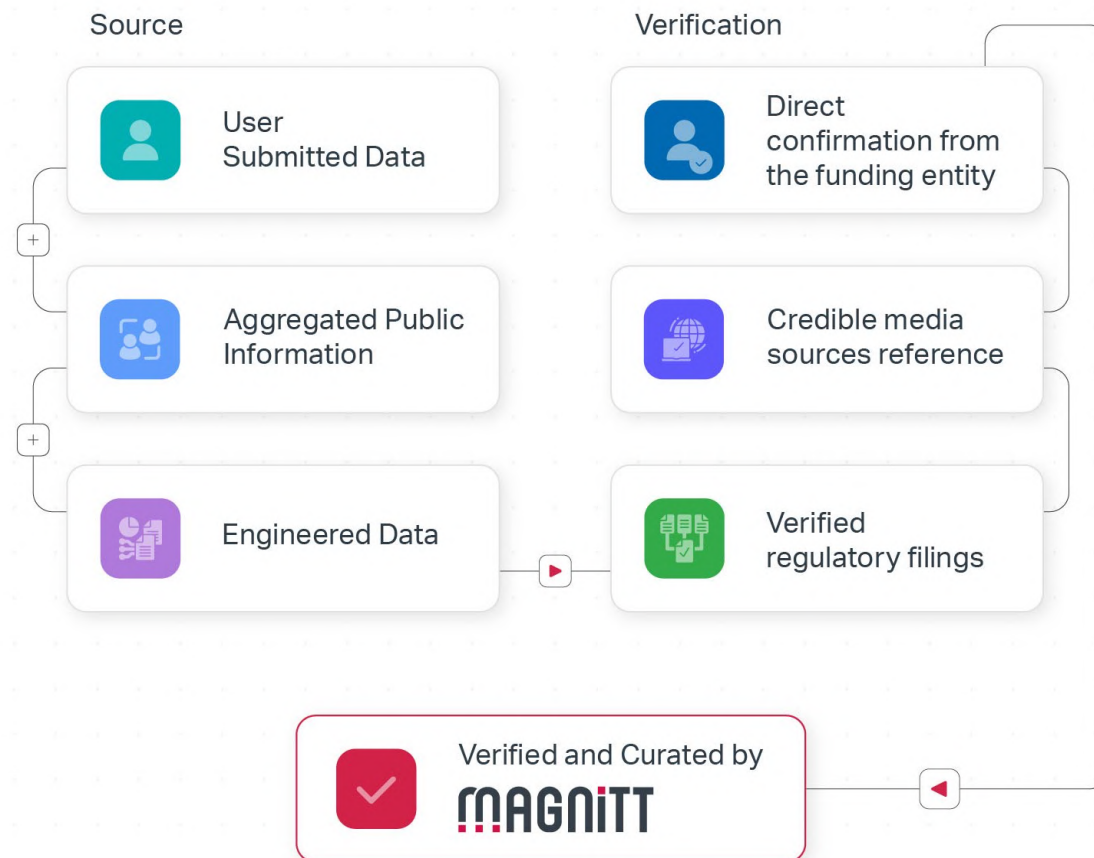 Source
User
Submitted Data
+
Aggregated Public
Information
+
Engineered Data
Verification
Direct
confirmation from
the funding entity
Credible media
sources reference
Verified
regulatory filings
Verified and Curated by
MAGNiTT